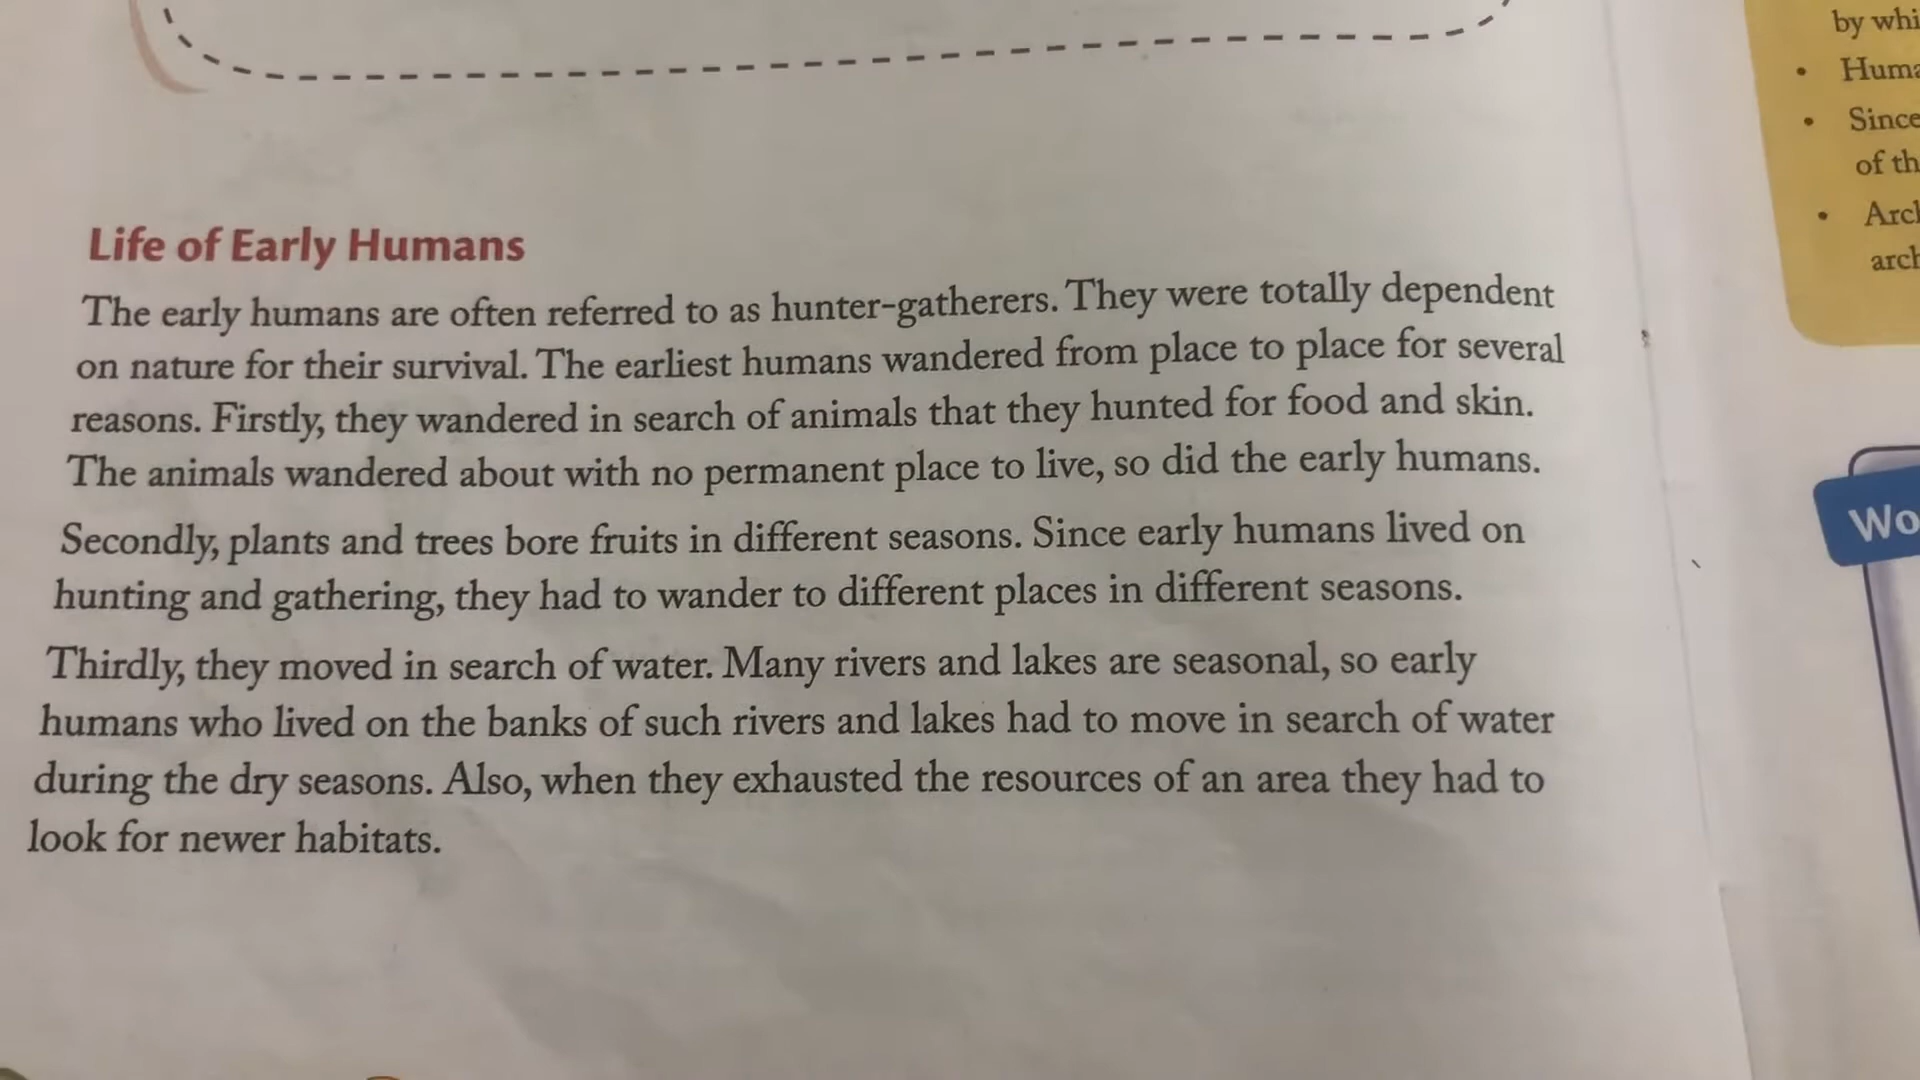 Life of Early Humans
The early humans are often referred to as hunter-gatherers. They were totally dependent
on nature for their survival. The earliest humans wandered from place to place for several
reasons. Firstly, they wandered in search of animals that they hunted for food and skin.
The animals wandered about with no permanent place to live, so did the early humans.
Secondly, plants and trees bore fruits in different seasons. Since early humans lived on
hunting and gathering, they had to wander to different places in different seasons.
Thirdly, they moved in search of water. Many rivers and lakes are seasonal, so early
humans who lived on the banks of such rivers and lakes had to move in search of water
during the dry seasons. Also, when they exhausted the resources of an area they had to
look for newer habitats.
by
• Since
of